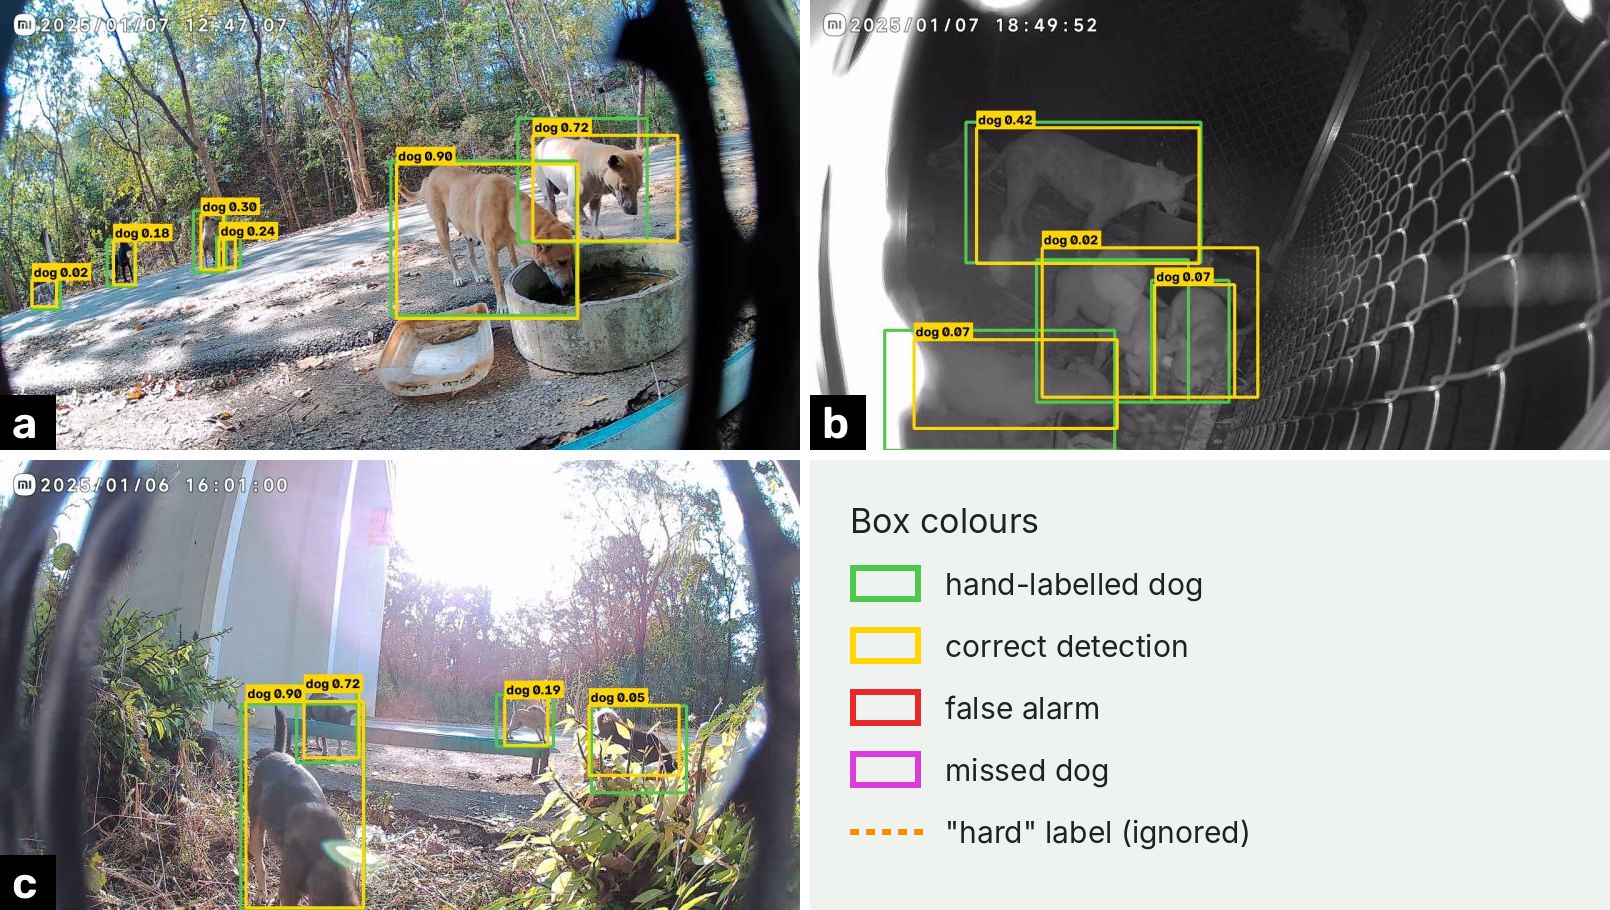 mi 2025/01/07 12:47:07
dog 0.72
dog 0.90
dog 0.30
dog 0.24
dog 0.18
dog 0.02
a
mi 2025/01/07 18:49:52
dog 0.42
dog 0.02
dog 0.07
dog 0.07
b
mi 2025/01/06 16:01:00
dog 0.90
dog 0.72
dog 0.19
dog 0.05
c
Box colours
hand-labelled dog
correct detection
false alarm
missed dog
"hard" label (ignored)